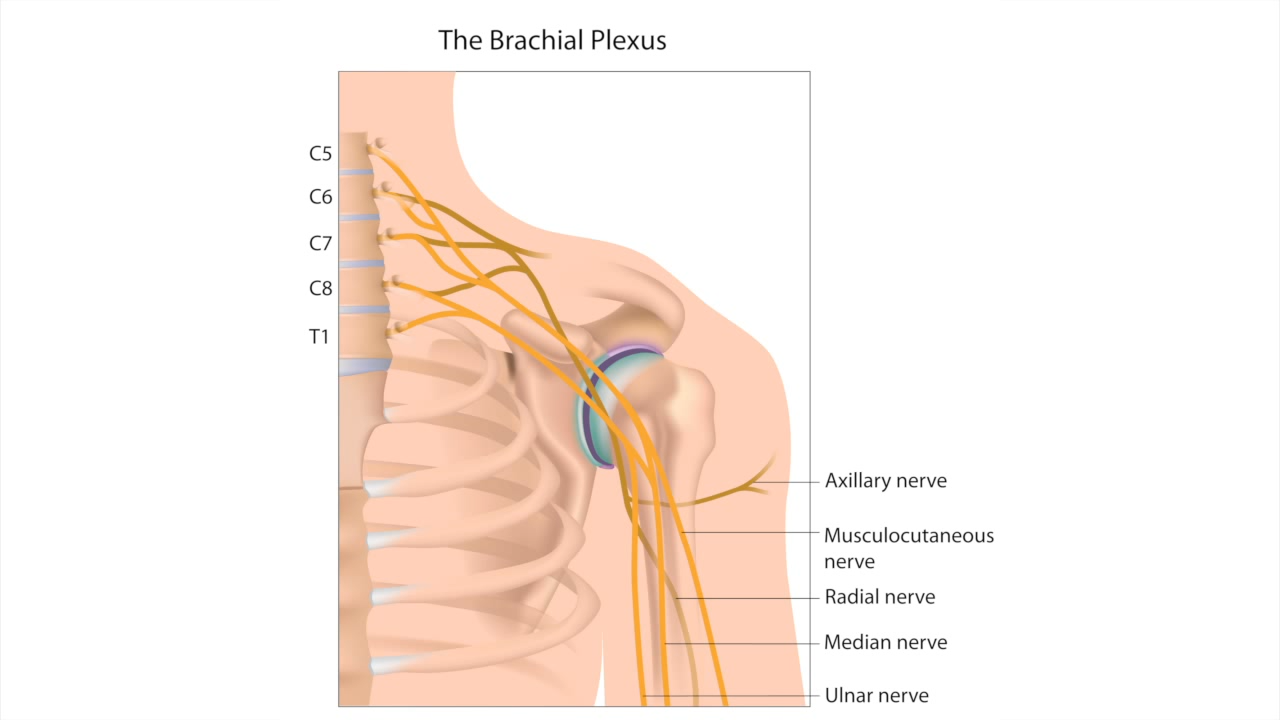 The Brachial Plexus
C5
C6
C7
C8
T1
Axillary nerve
Musculocutaneous
nerve
Radial nerve
Median nerve
Ulnar nerve